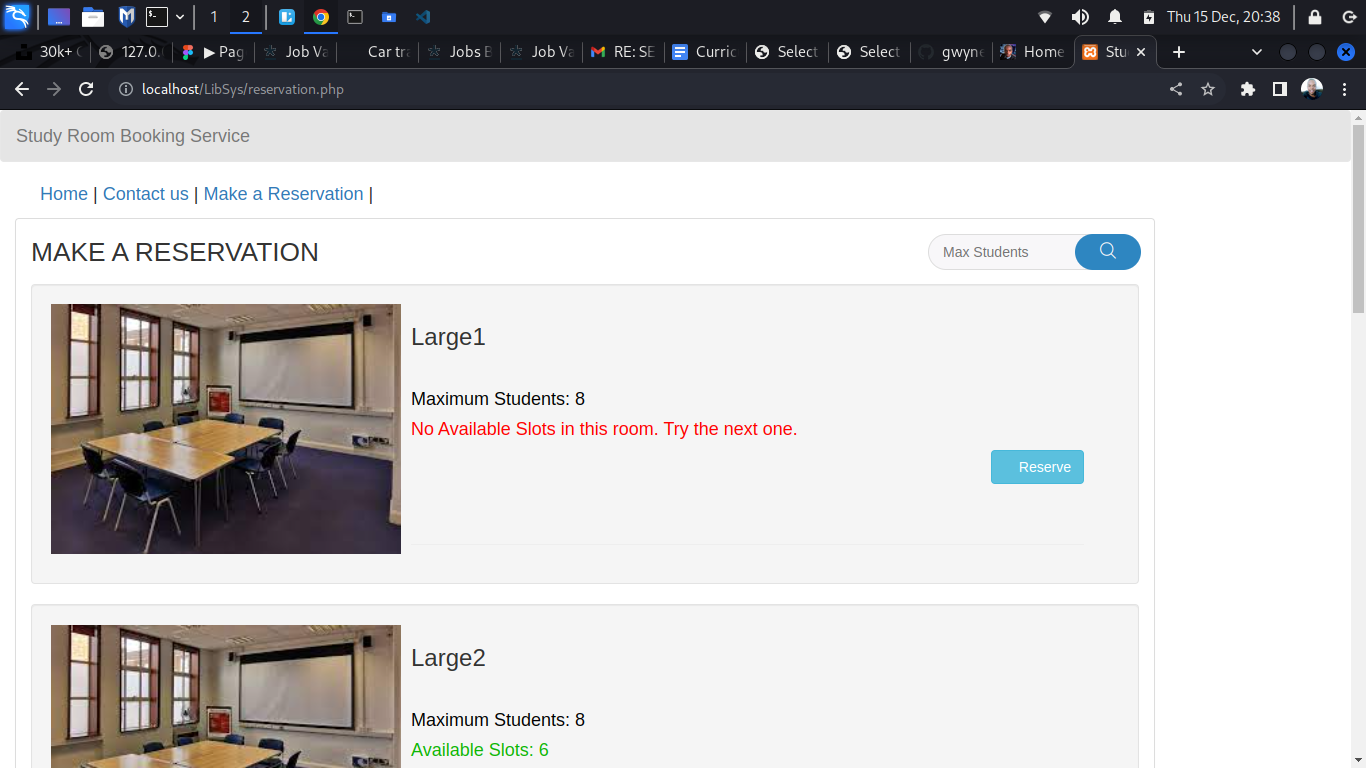 1 2 Thu 15 Dec, 20:38
30k+ 127.0. ▶ Pag Job Va Car tra Jobs B Job Va RE: SE Curric Select Select gwyne Home Stu
localhost/LibSys/reservation.php
Study Room Booking Service
Home | Contact us | Make a Reservation |
MAKE A RESERVATION
Max Students
Large1
Maximum Students: 8
No Available Slots in this room. Try the next one.
Reserve
Large2
Maximum Students: 8
Available Slots: 6